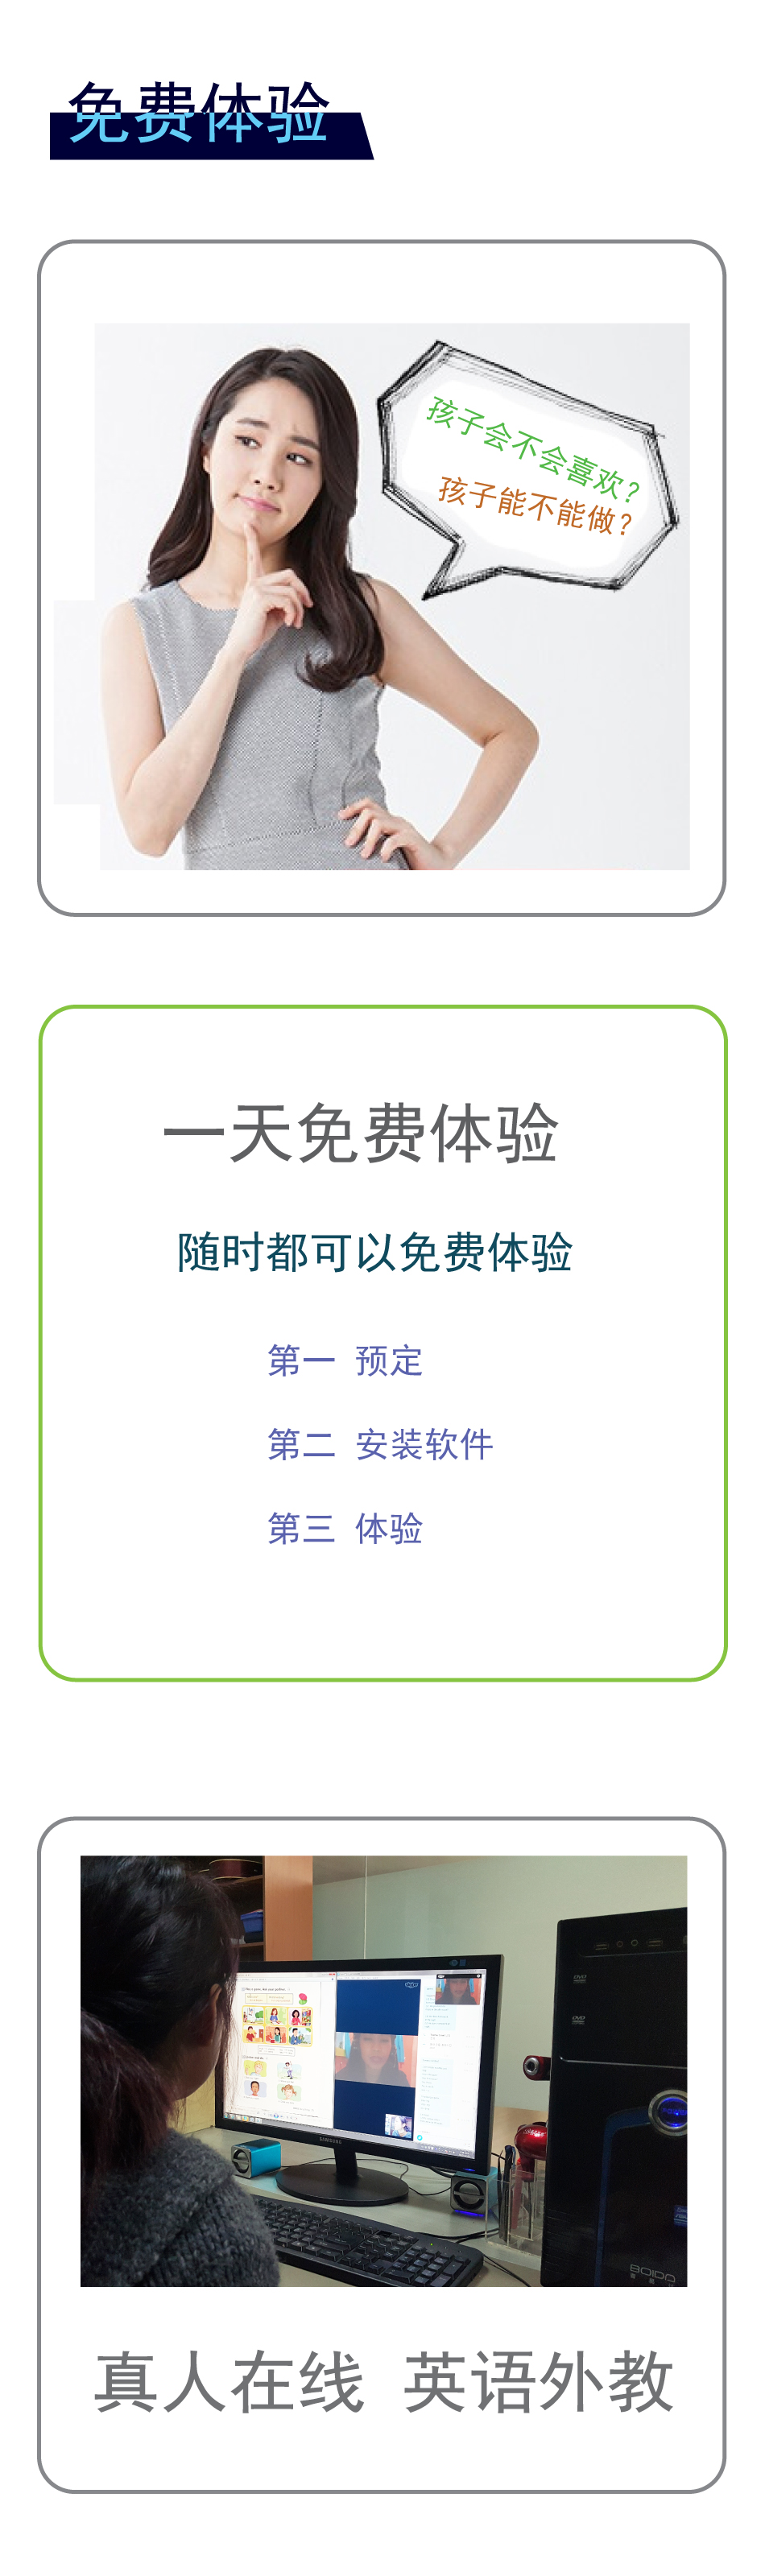 免费体验
孩子会不会喜欢?
孩子能不能做?
一天免费体验
随时都可以免费体验
第一 预定
第二 安装软件
第三 体验
SAMSUNG
BOIDA
真人在线 英语外教